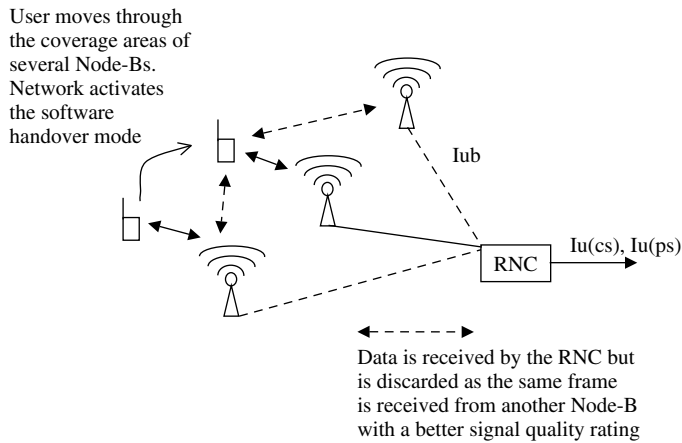 User moves through
the coverage areas of
several Node-Bs.
Network activates
the software
handover mode
Iub
RNC
Iu(cs), Iu(ps)
Data is received by the RNC but
is discarded as the same frame
is received from another Node-B
with a better signal quality rating